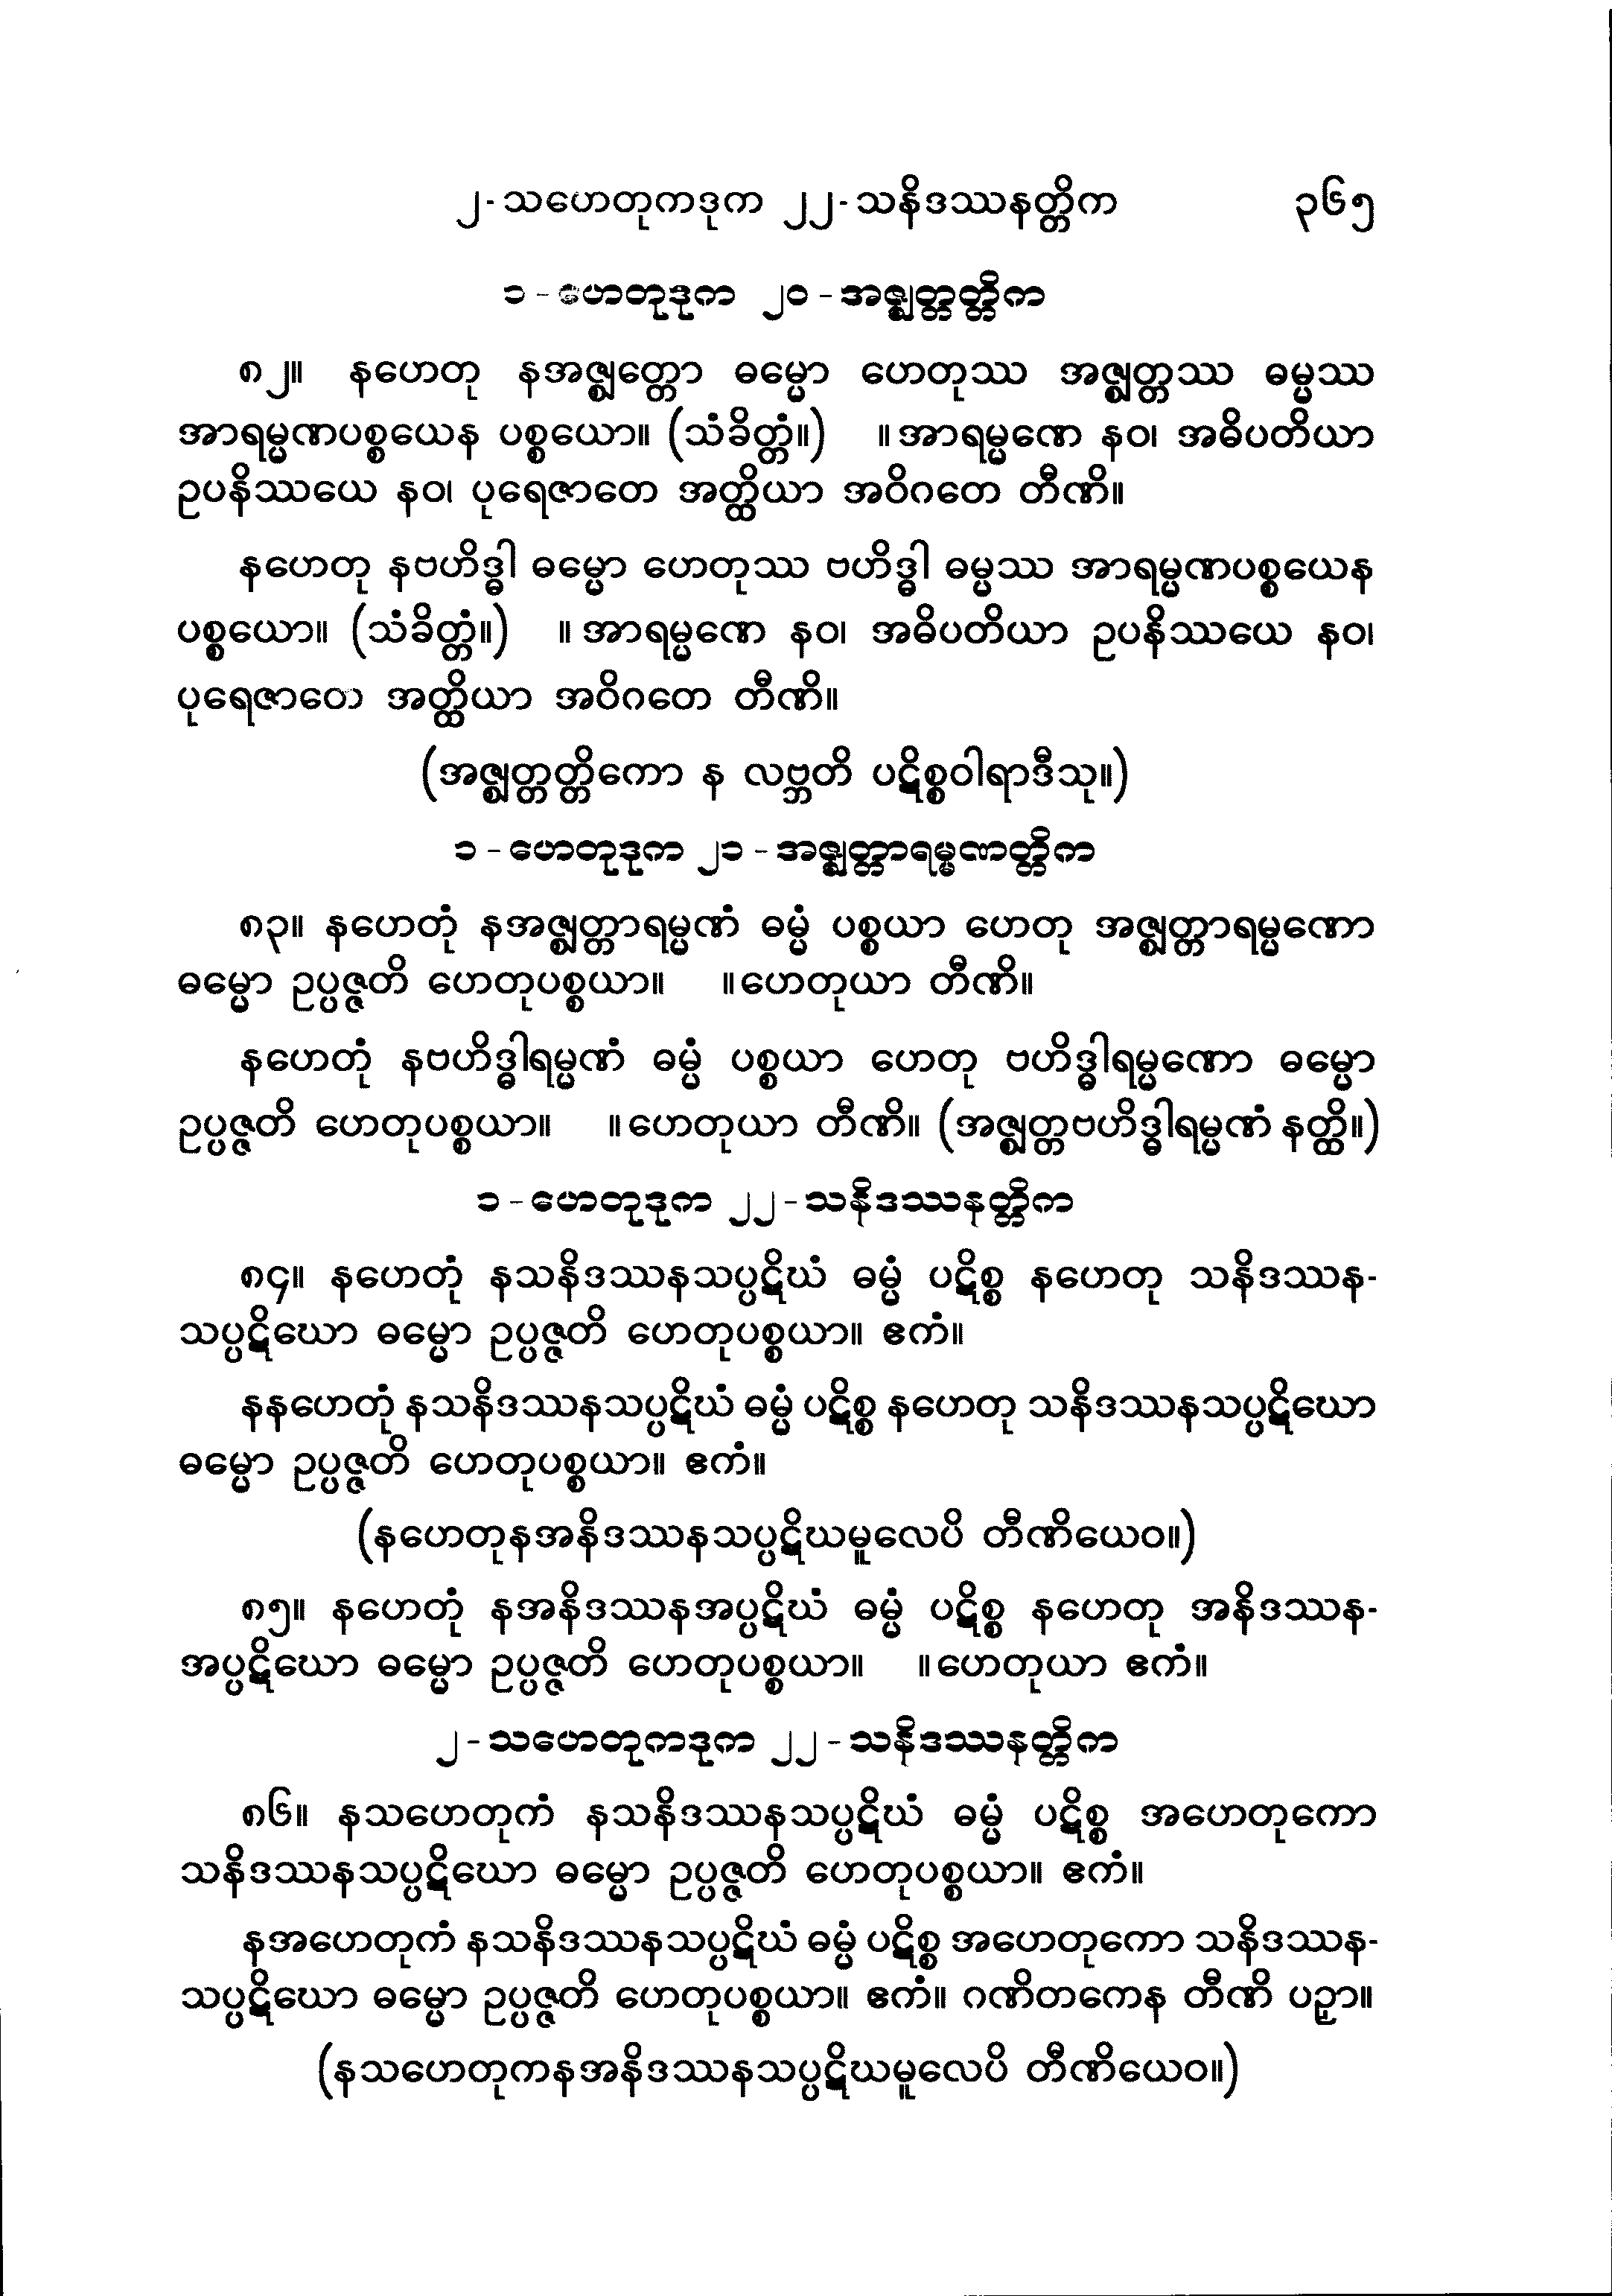 ၂-သဟေတုကဒုက ၂၂-သနိဒဿနတ္တိက ၃၆၅
၁-ဟေတုဒုက ၂၀-အဇ္ဈတ္တတ္တိက
၈၂။ နဟေတု နအဇ္ဈတ္တော ဓမ္မော ဟေတုဿ အဇ္ဈတ္တဿ ဓမ္မဿ
အာရမ္မဏပစ္စယေန ပစ္စယော။ (သံခိတ္တံ။) ။အာရမ္မဏေ နဝ၊ အဓိပတိယာ
ဥပနိဿယေ နဝ၊ ပုရေဇာတေ အတ္ထိယာ အဝိဂတေ တီဏိ။
နဟေတု နဗဟိဒ္ဓါ ဓမ္မော ဟေတုဿ ဗဟိဒ္ဓါ ဓမ္မဿ အာရမ္မဏပစ္စယေန
ပစ္စယော။ (သံခိတ္တံ။) ။အာရမ္မဏေ နဝ၊ အဓိပတိယာ ဥပနိဿယေ နဝ၊
ပုရေဇာတေ အတ္ထိယာ အဝိဂတေ တီဏိ။
(အဇ္ဈတ္တတ္တိကော န လဗ္ဘတိ ပဋိစ္စဝါရာဒီသု။)
၁-ဟေတုဒုက ၂၁-အဇ္ဈတ္တာရမ္မဏတ္တိက
၈၃။ နဟေတုံ နအဇ္ဈတ္တာရမ္မဏံ ဓမ္မံ ပစ္စယာ ဟေတု အဇ္ဈတ္တာရမ္မဏော
ဓမ္မော ဥပ္ပဇ္ဇတိ ဟေတုပစ္စယာ။ ။ဟေတုယာ တီဏိ။
နဟေတုံ နဗဟိဒ္ဓါရမ္မဏံ ဓမ္မံ ပစ္စယာ ဟေတု ဗဟိဒ္ဓါရမ္မဏော ဓမ္မော
ဥပ္ပဇ္ဇတိ ဟေတုပစ္စယာ။ ။ဟေတုယာ တီဏိ။ (အဇ္ဈတ္တဗဟိဒ္ဓါရမ္မဏံ နတ္ထိ။)
၁-ဟေတုဒုက ၂၂-သနိဒဿနတ္တိက
၈၄။ နဟေတုံ နသနိဒဿနသပ္ပဋိဃံ ဓမ္မံ ပဋိစ္စ နဟေတု သနိဒဿန-
သပ္ပဋိဃော ဓမ္မော ဥပ္ပဇ္ဇတိ ဟေတုပစ္စယာ။ ဧကံ။
နနဟေတုံ နသနိဒဿနသပ္ပဋိဃံ ဓမ္မံ ပဋိစ္စ နဟေတု သနိဒဿနသပ္ပဋိဃော
ဓမ္မော ဥပ္ပဇ္ဇတိ ဟေတုပစ္စယာ။ ဧကံ။
(နဟေတုနအနိဒဿနသပ္ပဋိဃမူလေပိ တီဏိယေဝ။)
၈၅။ နဟေတုံ နအနိဒဿနအပ္ပဋိဃံ ဓမ္မံ ပဋိစ္စ နဟေတု အနိဒဿန-
အပ္ပဋိဃော ဓမ္မော ဥပ္ပဇ္ဇတိ ဟေတုပစ္စယာ။ ။ဟေတုယာ ဧကံ။
၂-သဟေတုကဒုက ၂၂-သနိဒဿနတ္တိက
၈၆။ နသဟေတုကံ နသနိဒဿနသပ္ပဋိဃံ ဓမ္မံ ပဋိစ္စ အဟေတုကော
သနိဒဿနသပ္ပဋိဃော ဓမ္မော ဥပ္ပဇ္ဇတိ ဟေတုပစ္စယာ။ ဧကံ။
နအဟေတုကံ နသနိဒဿနသပ္ပဋိဃံ ဓမ္မံ ပဋိစ္စ အဟေတုကော သနိဒဿန-
သပ္ပဋိဃော ဓမ္မော ဥပ္ပဇ္ဇတိ ဟေတုပစ္စယာ။ ဧကံ။ ဂဏိတကေန တီဏိ ပဉှာ။
(နသဟေတုကနအနိဒဿနသပ္ပဋိဃမူလေပိ တီဏိယေဝ။)